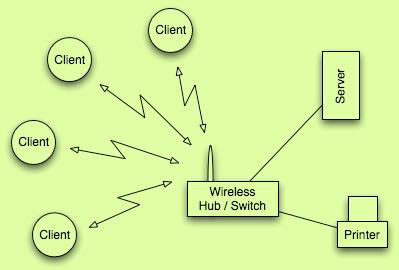 Client
Client
Server
Client
Wireless
Hub / Switch
Client
Printer